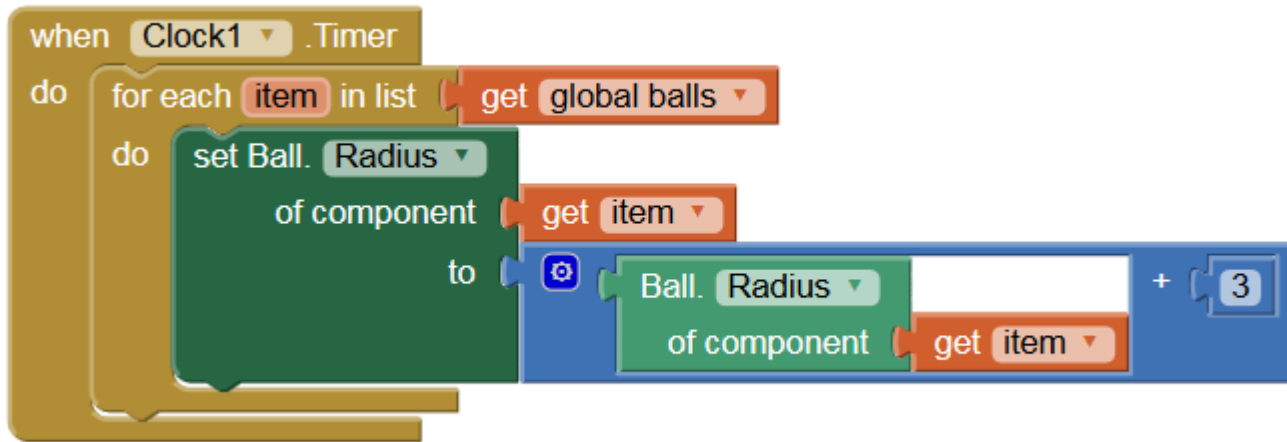 when Clock1 .Timer
do for each item in list get global balls
do set Ball. Radius
of component get item
to Ball. Radius + 3
of component get item